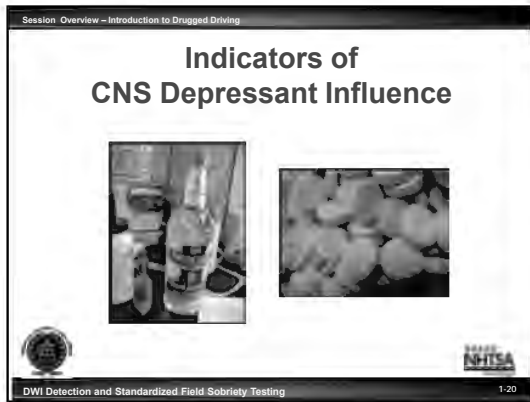 Session Overview – Introduction to Drugged Driving
Indicators of
CNS Depressant Influence
NHTSA
DWI Detection and Standardized Field Sobriety Testing
1-20